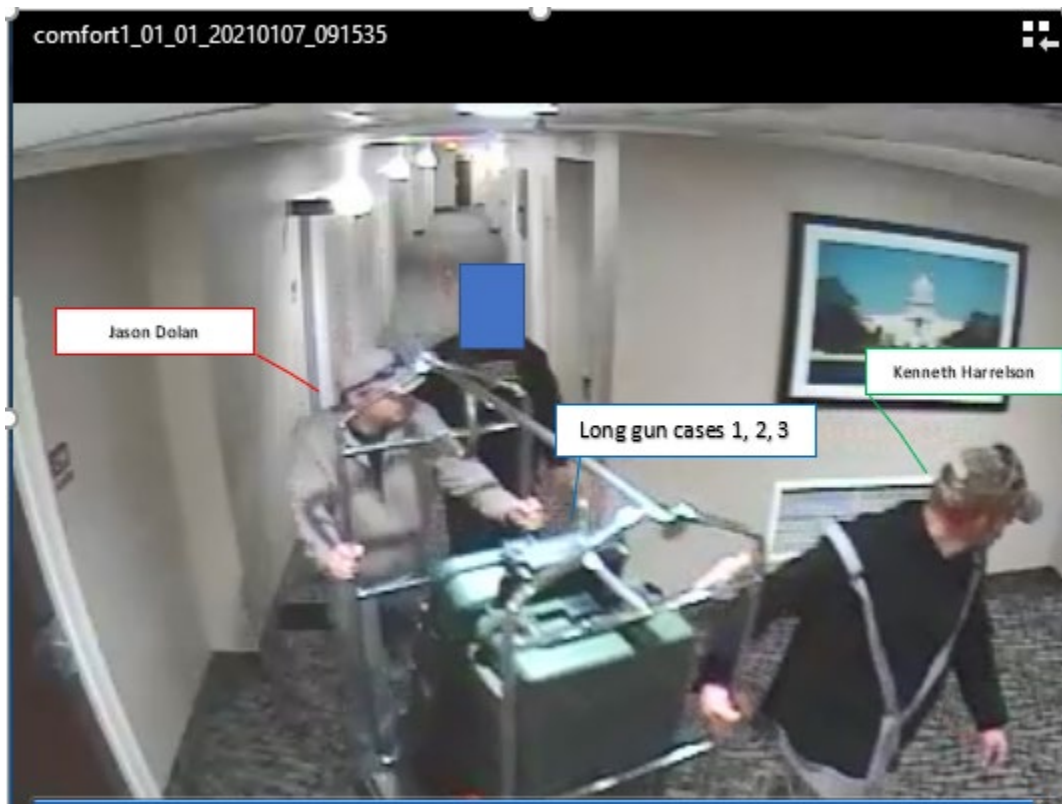 comfort1_01_01_20210107_091535
Jason Dolan
Kenneth Harrelson
Long gun cases 1, 2, 3